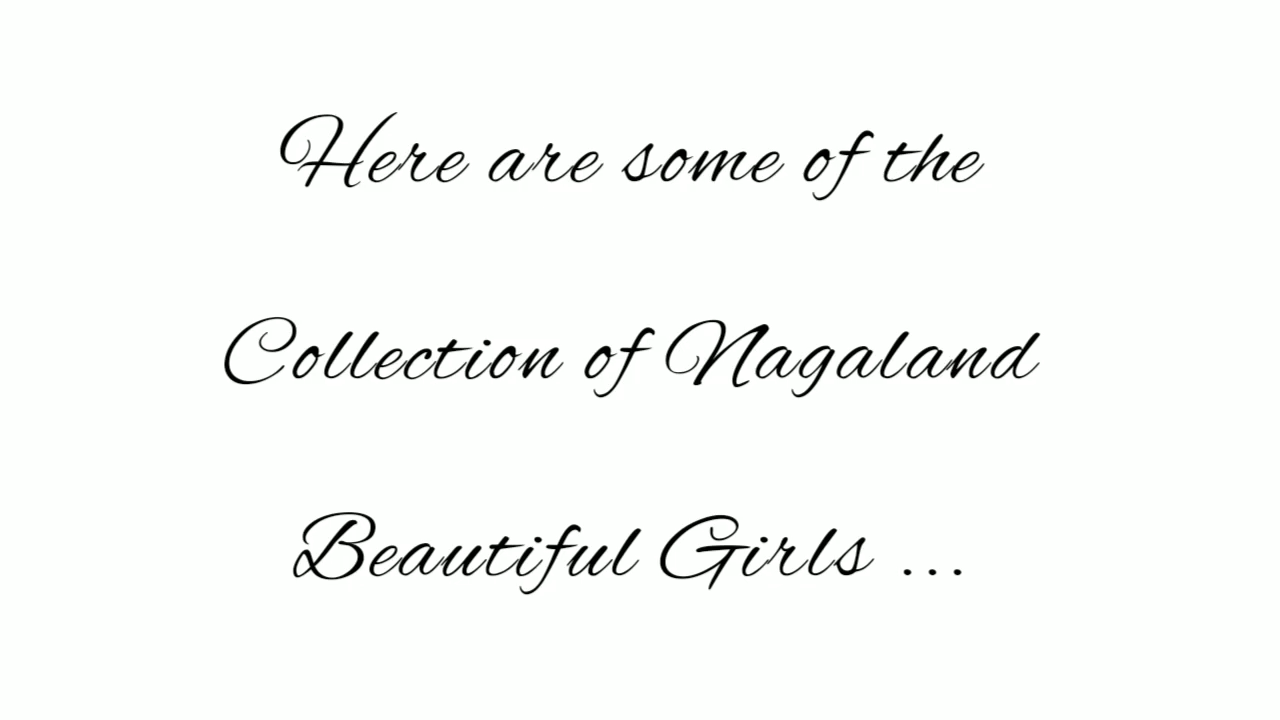 Here are some of the
Collection of Nagaland
Beautiful Girls ...